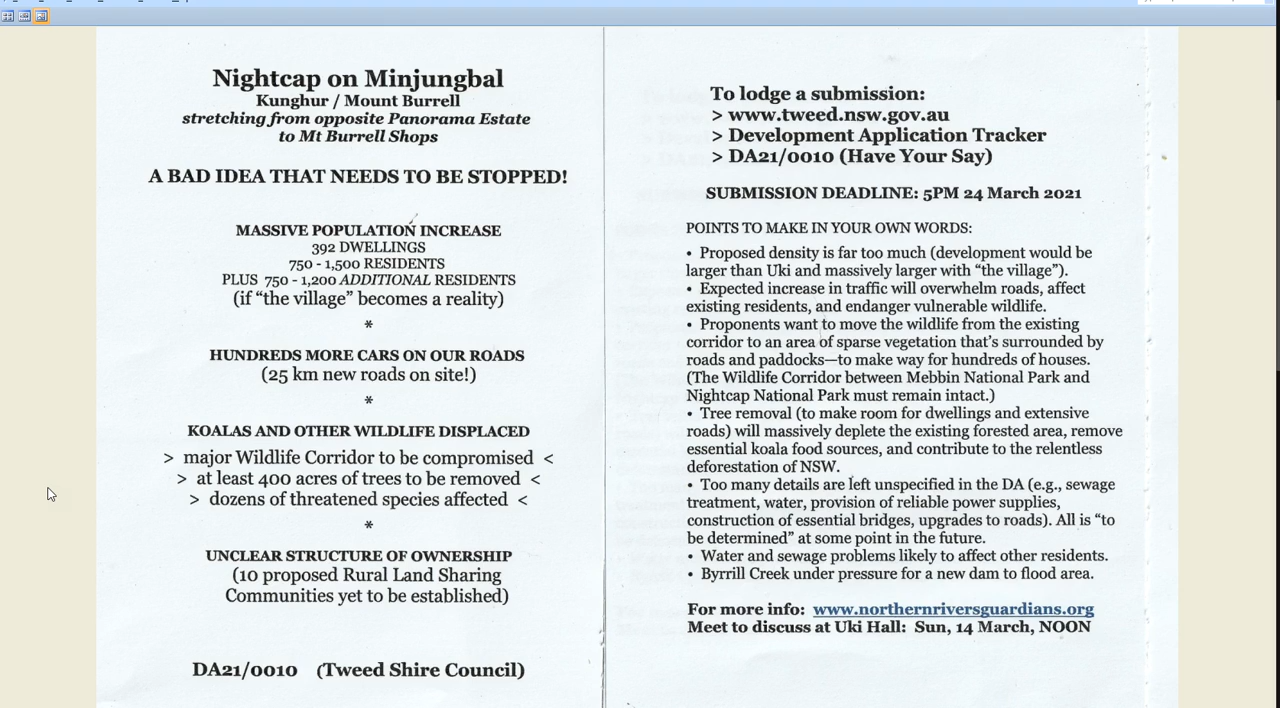 Nightcap on Minjungbal
Kunghur / Mount Burrell
stretching from opposite Panorama Estate
to Mt Burrell Shops
A BAD IDEA THAT NEEDS TO BE STOPPED!
MASSIVE POPULATION INCREASE
392 DWELLINGS
750 - 1,500 RESIDENTS
PLUS 750 - 1,200 ADDITIONAL RESIDENTS
(if “the village” becomes a reality)
*
HUNDREDS MORE CARS ON OUR ROADS
(25 km new roads on site!)
*
KOALAS AND OTHER WILDLIFE DISPLACED
> major Wildlife Corridor to be compromised <
> at least 400 acres of trees to be removed <
> dozens of threatened species affected <
*
UNCLEAR STRUCTURE OF OWNERSHIP
(10 proposed Rural Land Sharing
Communities yet to be established)
DA21/0010 (Tweed Shire Council)
To lodge a submission:
> www.tweed.nsw.gov.au
> Development Application Tracker
> DA21/0010 (Have Your Say)
SUBMISSION DEADLINE: 5PM 24 March 2021
POINTS TO MAKE IN YOUR OWN WORDS:
• Proposed density is far too much (development would be
larger than Uki and massively larger with “the village”).
• Expected increase in traffic will overwhelm roads, affect
existing residents, and endanger vulnerable wildlife.
• Proponents want to move the wildlife from the existing
corridor to an area of sparse vegetation that’s surrounded by
roads and paddocks—to make way for hundreds of houses.
(The Wildlife Corridor between Mebbin National Park and
Nightcap National Park must remain intact.)
• Tree removal (to make room for dwellings and extensive
roads) will massively deplete the existing forested area, remove
essential koala food sources, and contribute to the relentless
deforestation of NSW.
• Too many details are left unspecified in the DA (e.g., sewage
treatment, water, provision of reliable power supplies,
construction of essential bridges, upgrades to roads). All is “to
be determined” at some point in the future.
• Water and sewage problems likely to affect other residents.
• Byrrill Creek under pressure for a new dam to flood area.
For more info: www.northernriversguardians.org
Meet to discuss at Uki Hall: Sun, 14 March, NOON